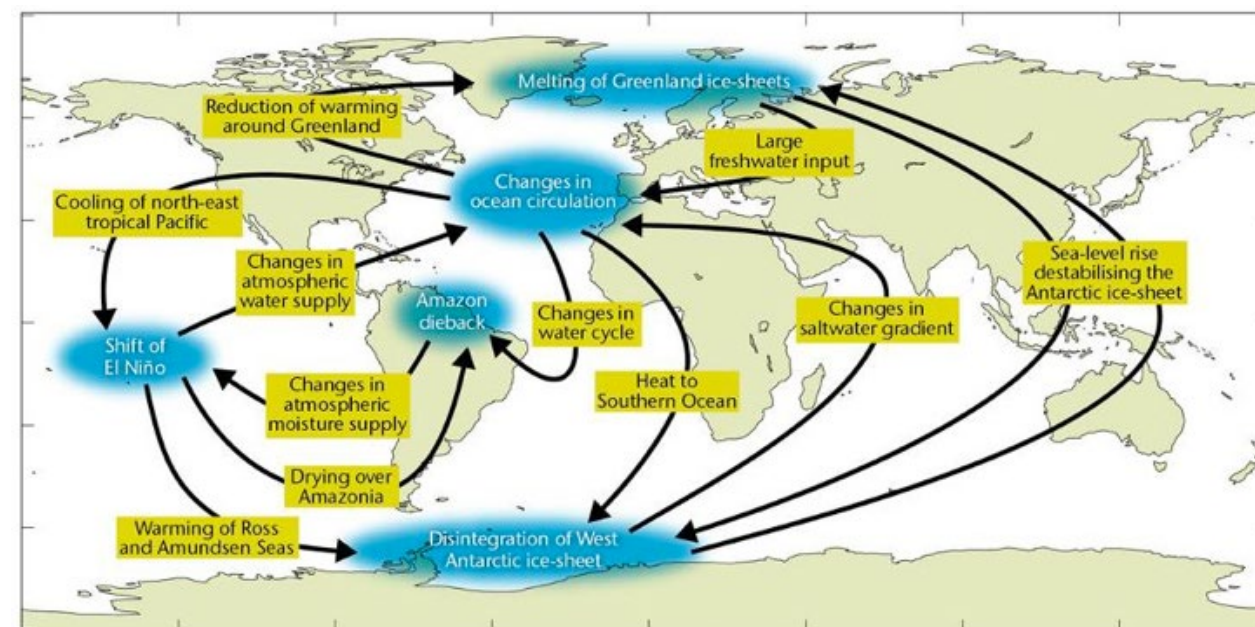 Melting of Greenland ice-sheets
Reduction of warming
around Greenland
Large
freshwater input
Changes in
ocean circulation
Cooling of north-east
tropical Pacific
Changes in
atmospheric
water supply
Sea-level rise
destabilising the
Antarctic ice-sheet
Amazon
dieback
Changes in
water cycle
Changes in
saltwater gradient
Shift of
El Niño
Changes in
atmospheric
moisture supply
Heat to
Southern Ocean
Drying over
Amazonia
Warming of Ross
and Amundsen Seas
Disintegration of West
Antarctic ice-sheet